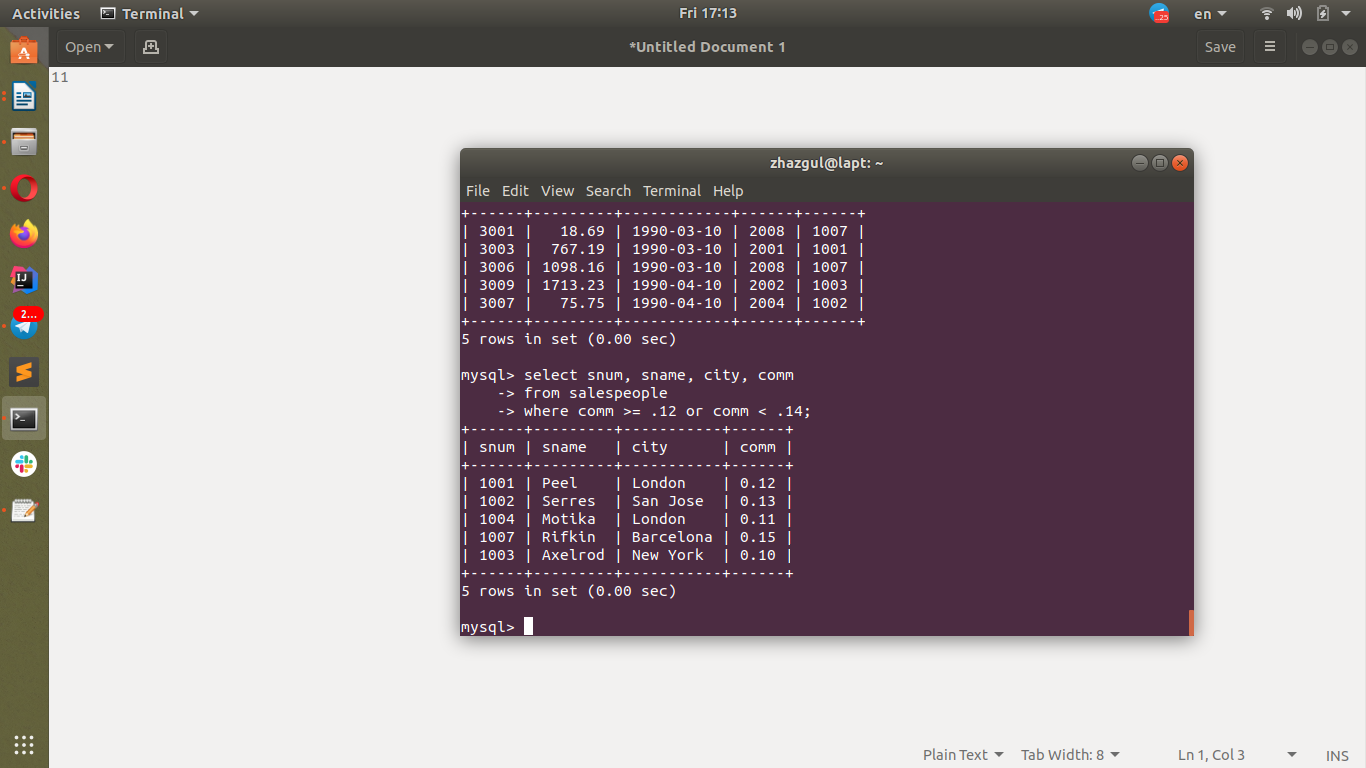 Activities Terminal Fri 17:13 25 en
Open *Untitled Document 1 Save
11
zhazgul@lapt: ~
File Edit View Search Terminal Help
+------+---------+------------+------+------+
| 3001 |   18.69 | 1990-03-10 | 2008 | 1007 |
| 3003 |  767.19 | 1990-03-10 | 2001 | 1001 |
| 3006 | 1098.16 | 1990-03-10 | 2008 | 1007 |
| 3009 | 1713.23 | 1990-04-10 | 2002 | 1003 |
| 3007 |   75.75 | 1990-04-10 | 2004 | 1002 |
+------+---------+------------+------+------+
5 rows in set (0.00 sec)
mysql> select snum, sname, city, comm
    -> from salespeople
    -> where comm >= .12 or comm < .14;
+------+---------+-----------+------+
| snum | sname   | city      | comm |
+------+---------+-----------+------+
| 1001 | Peel    | London    | 0.12 |
| 1002 | Serres  | San Jose  | 0.13 |
| 1004 | Motika  | London    | 0.11 |
| 1007 | Rifkin  | Barcelona | 0.15 |
| 1003 | Axelrod | New York  | 0.10 |
+------+---------+-----------+------+
5 rows in set (0.00 sec)
mysql>
IJ
2...
Plain Text Tab Width: 8 Ln 1, Col 3 INS